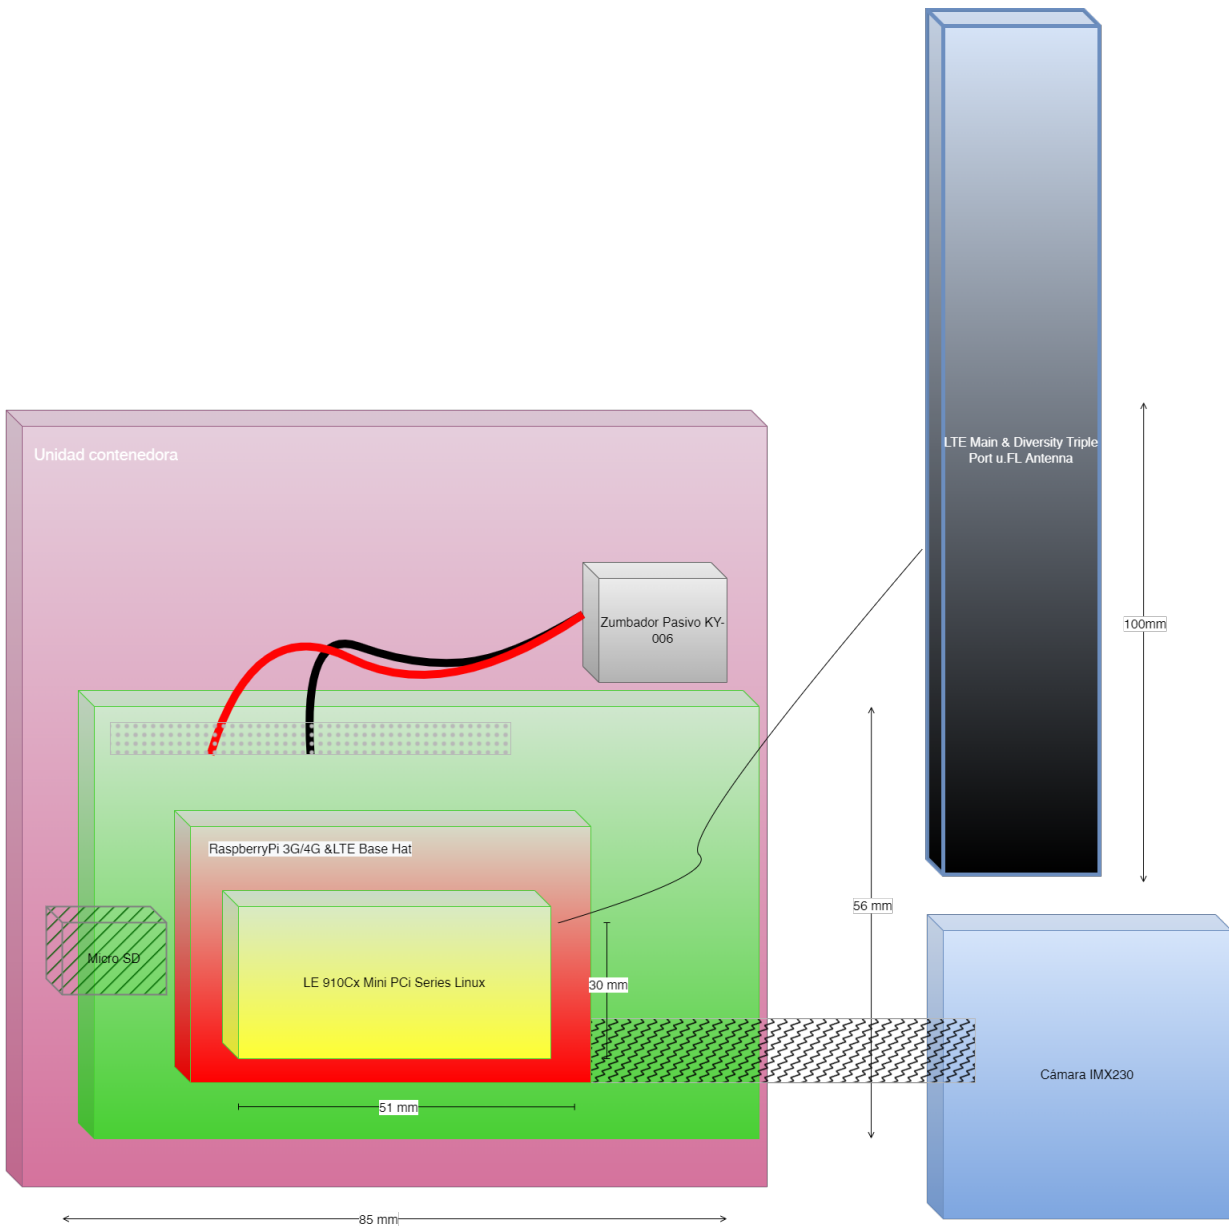 LTE Main & Diversity Triple
Port u.FL Antenna
Unidad contenedora
100mm
Zumbador Pasivo KY-
006
RaspberryPi 3G/4G &LTE Base Hat
56 mm
Micro SD
LE 910Cx Mini PCi Series Linux
30 mm
Cámara IMX230
51 mm
85 mm